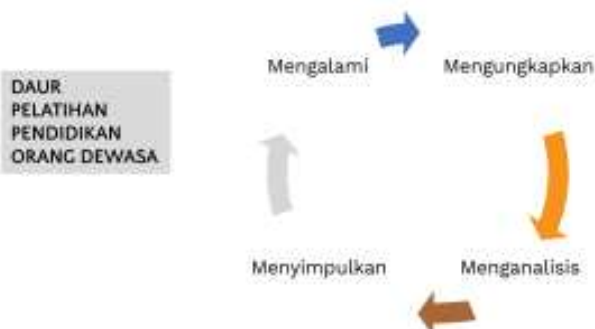 DAUR
PELATIHAN
PENDIDIKAN
ORANG DEWASA
Mengalami
Mengungkapkan
Menganalisis
Menyimpulkan